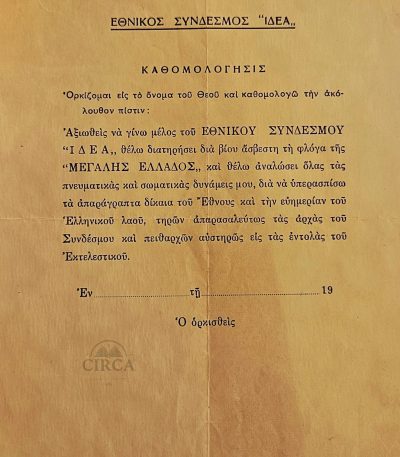 ΕΘΝΙΚΟΣ ΣΥΝΔΕΣΜΟΣ "ΙΔΕΑ„
ΚΑΘΟΜΟΛΟΓΗΣΙΣ
Ὁρκίζομαι εἰς τὸ ὄνομα τοῦ Θεοῦ καὶ καθομολογῶ τὴν ἀκό-
λουθον πίστιν :
Ἀξιωθεὶς νὰ γίνω μέλος τοῦ ΕΘΝΙΚΟΥ ΣΥΝΔΕΣΜΟΥ
"ΙΔΕΑ„ θέλω διατηρήσει διὰ βίου ἄσβεστη τὴ φλόγα τῆς
"ΜΕΓΑΛΗΣ ΕΛΛΑΔΟΣ„ καὶ θέλω ἀναλώσει ὅλας τὰς
πνευματικὰς καὶ σωματικὰς δυνάμεις μου, διὰ νὰ ὑπερασπίσω
τὰ ἀπαράγραπτα δίκαια τοῦ Ἔθνους καὶ τὴν εὐημερίαν τοῦ
Ἑλληνικοῦ λαοῦ, τηρῶν ἀπαρασαλεύτως τὰς ἀρχὰς τοῦ
Συνδέσμου καὶ πειθαρχῶν αὐστηρῶς εἰς τὰς ἐντολὰς τοῦ
Ἐκτελεστικοῦ.
Ἐν ........................ τῇ ........................ 19
Ὁ ὁρκισθεὶς
CIRCA